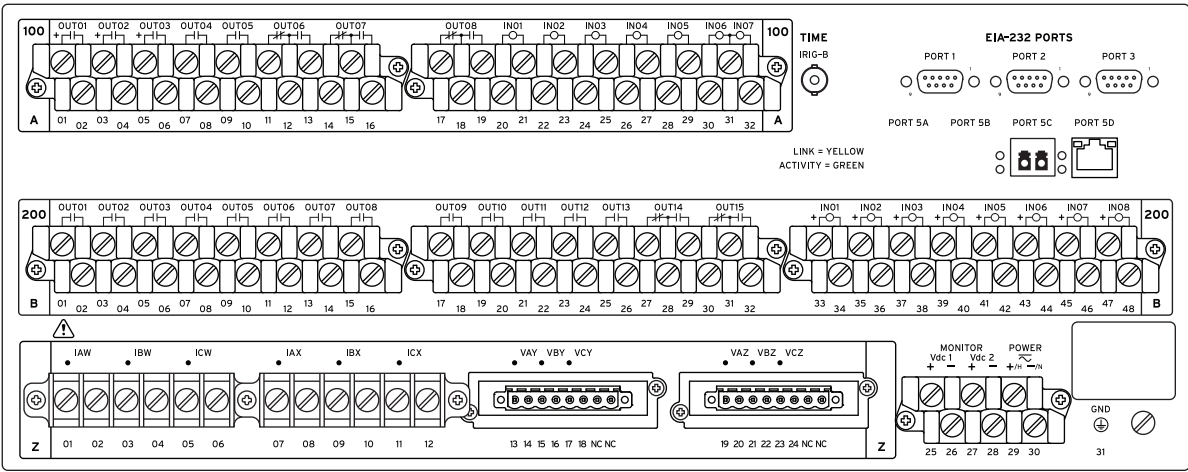 OUT01 OUT02 OUT03 OUT04 OUT05 OUT06 OUT07 OUT08 IN01 IN02 IN03 IN04 IN05 IN06 IN07
100 + + + 100
TIME
IRIG-B
EIA-232 PORTS
PORT 1 PORT 2 PORT 3
1 1 1
9 9 9
A 01 02 03 04 05 06 07 08 09 10 11 12 13 14 15 16 17 18 19 20 21 22 23 24 25 26 27 28 29 30 31 32 A
PORT 5A PORT 5B PORT 5C PORT 5D
LINK = YELLOW
ACTIVITY = GREEN
OUT01 OUT02 OUT03 OUT04 OUT05 OUT06 OUT07 OUT08 OUT09 OUT10 OUT11 OUT12 OUT13 OUT14 OUT15 IN01 IN02 IN03 IN04 IN05 IN06 IN07 IN08
200 + + + + + + + + 200
B 01 02 03 04 05 06 07 08 09 10 11 12 13 14 15 16 17 18 19 20 21 22 23 24 25 26 27 28 29 30 31 32 33 34 35 36 37 38 39 40 41 42 43 44 45 46 47 48 B
IAW IBW ICW IAX IBX ICX VAY VBY VCY VAZ VBZ VCZ
MONITOR POWER
Vdc 1 Vdc 2
+ − + − +/H −/N
GND
Z 01 02 03 04 05 06 07 08 09 10 11 12 13 14 15 16 17 18 NC NC 19 20 21 22 23 24 NC NC Z
25 26 27 28 29 30 31